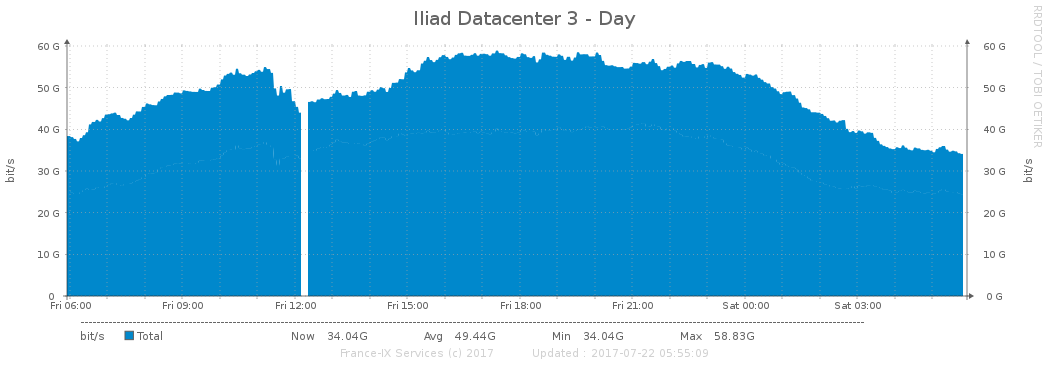 Iliad Datacenter 3 - Day
RRDTOOL / TOBI OETIKER
60 G 60 G
50 G 50 G
40 G 40 G
30 G 30 G
20 G 20 G
10 G 10 G
0 0 G
bit/s bit/s
Fri 06:00 Fri 09:00 Fri 12:00 Fri 15:00 Fri 18:00 Fri 21:00 Sat 00:00 Sat 03:00
bit/s Total Now 34.04G Avg 49.44G Min 34.04G Max 58.83G
France-IX Services (c) 2017 Updated : 2017-07-22 05:55:09